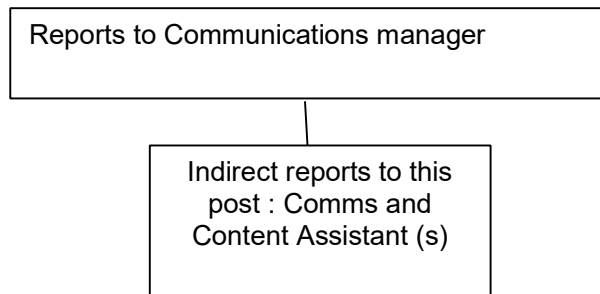 Reports to Communications manager
Indirect reports to this
post : Comms and
Content Assistant (s)